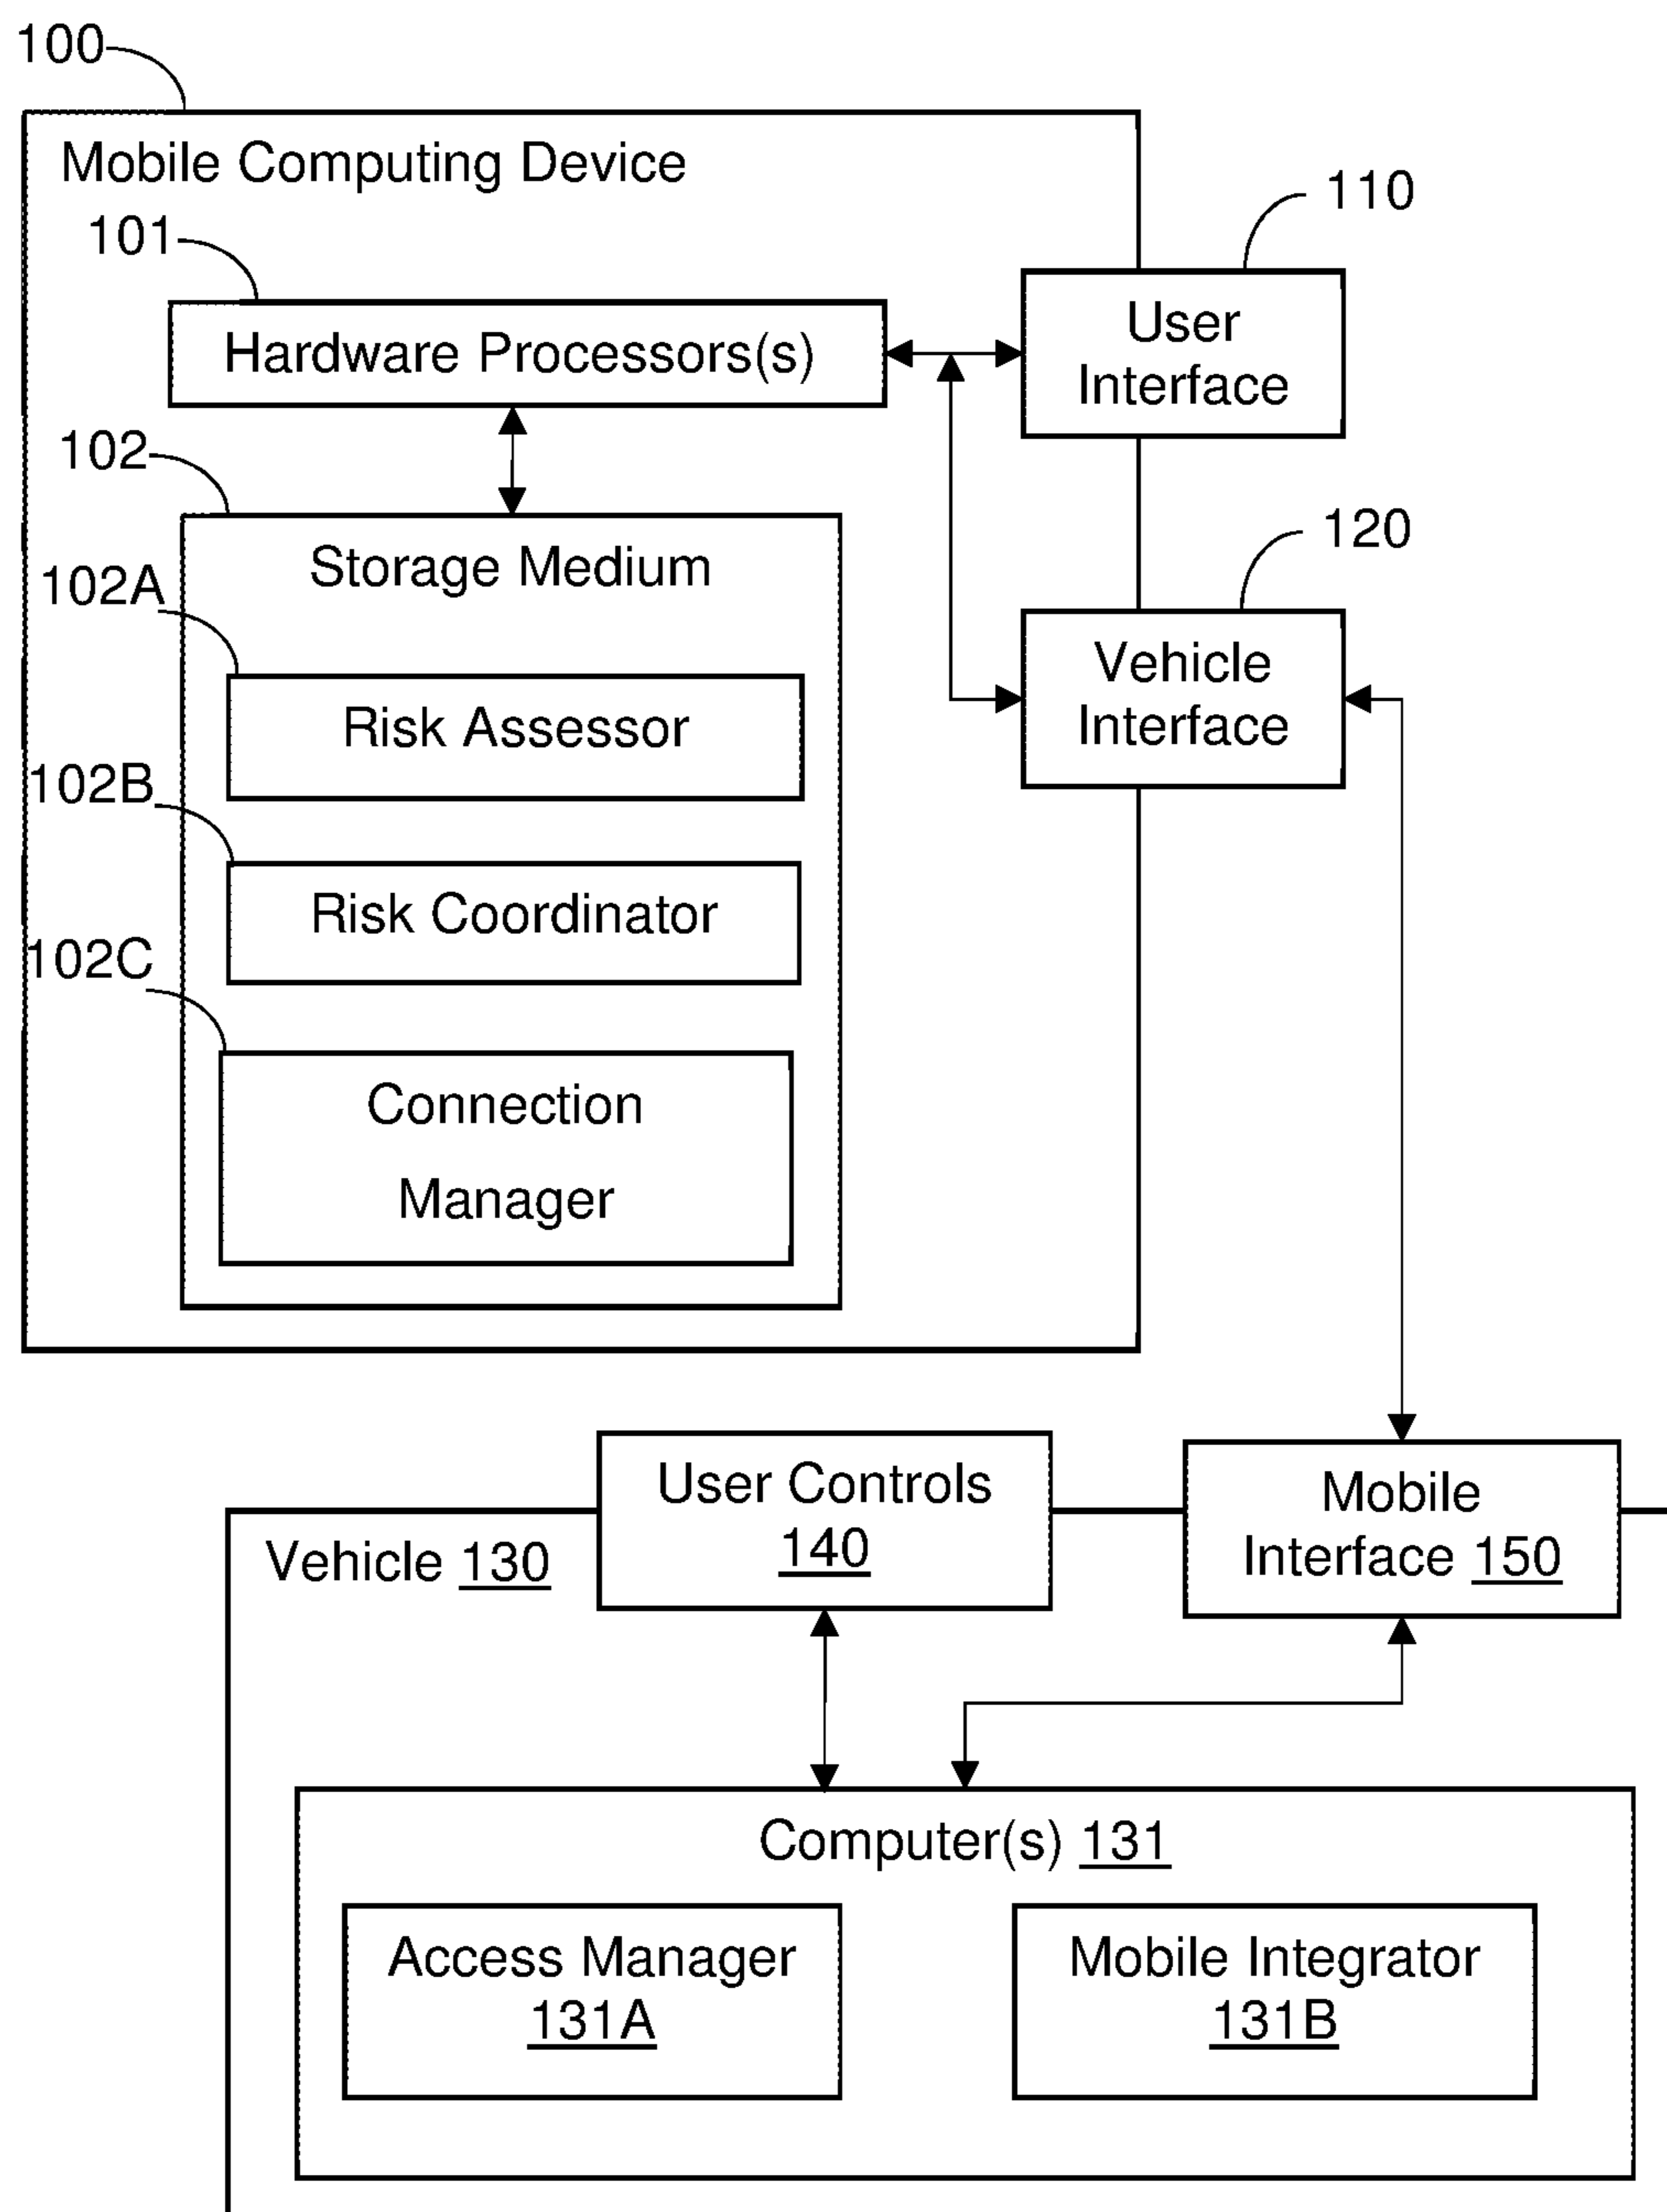 100
Mobile Computing Device
101
110
Hardware Processors(s)
User
Interface
102
Storage Medium
120
102A
Vehicle
Interface
Risk Assessor
102B
Risk Coordinator
102C
Connection
Manager
User Controls
140
Mobile
Interface 150
Vehicle 130
Computer(s) 131
Access Manager
131A
Mobile Integrator
131B